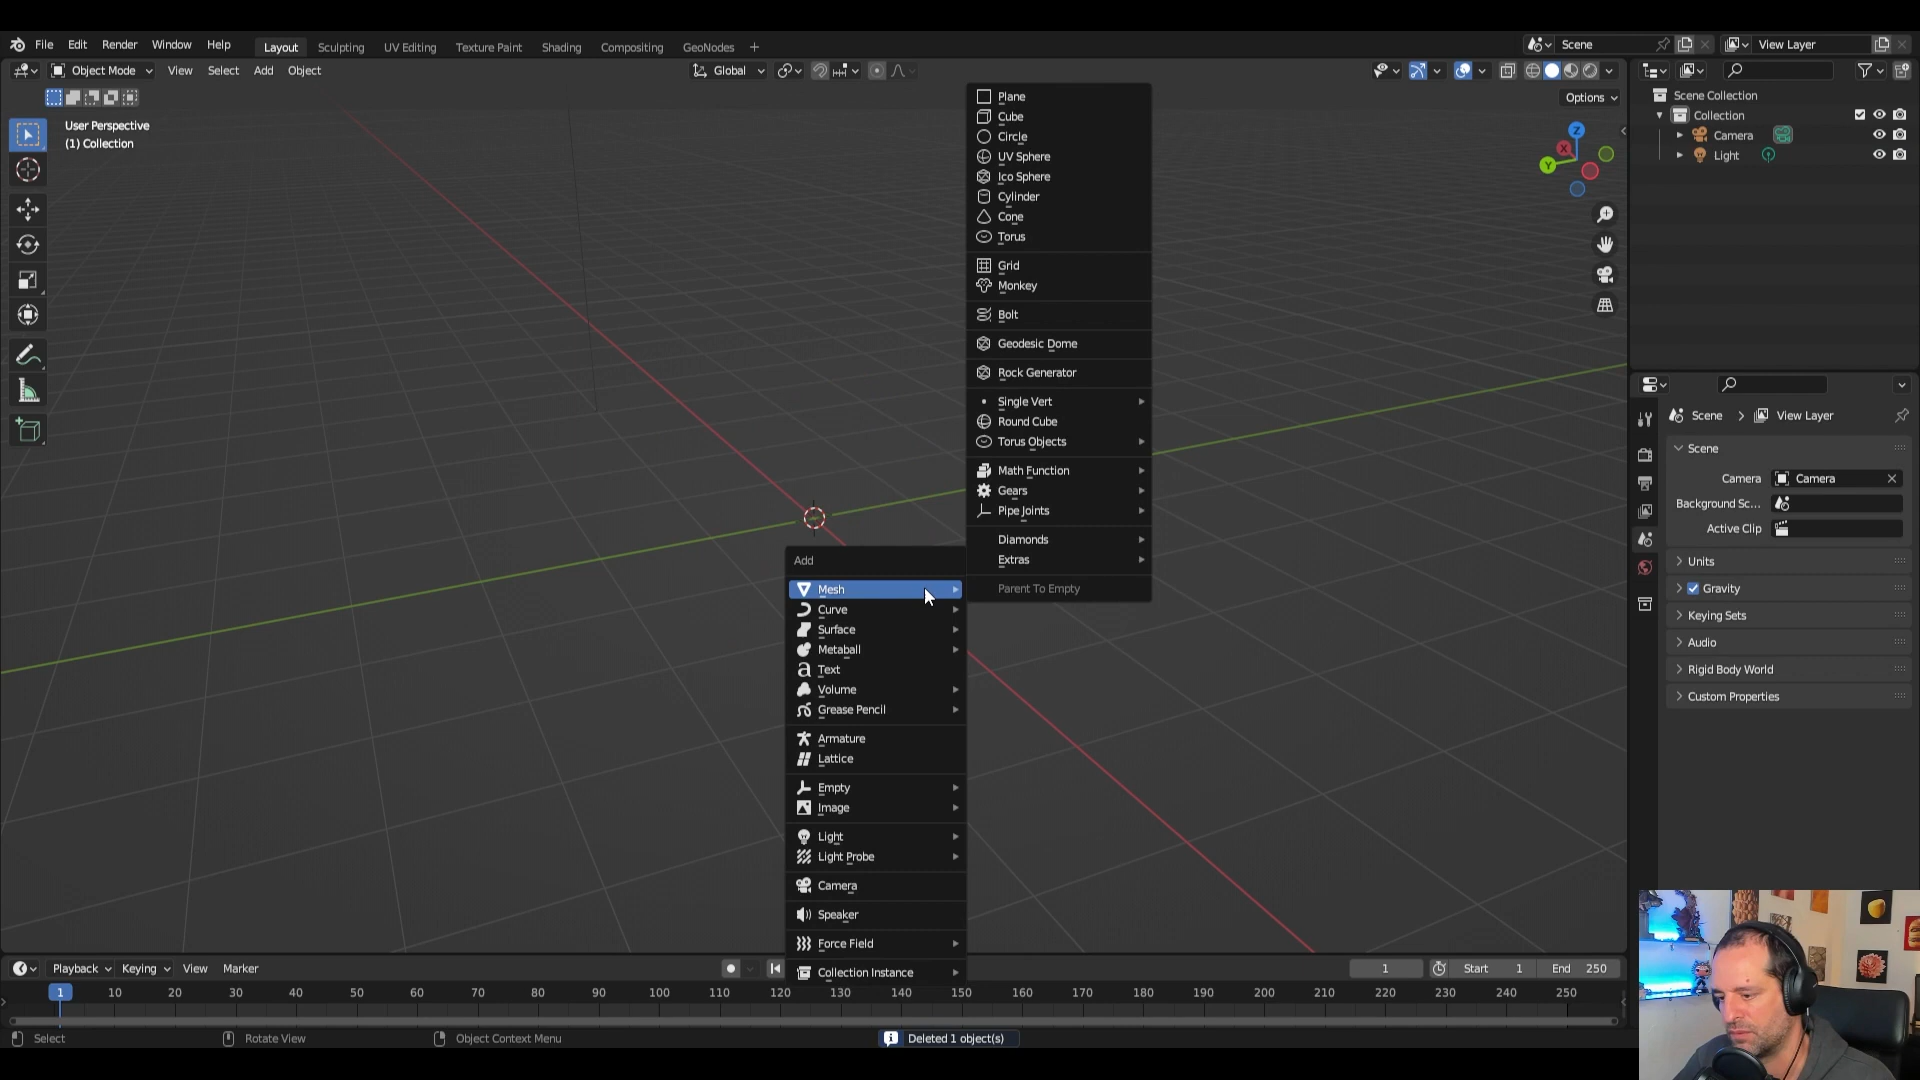 File Edit Render Window Help Layout Sculpting UV Editing Texture Paint Shading Compositing GeoNodes + Scene View Layer
Object Mode View Select Add Object Global
Options
User Perspective
(1) Collection
Z
X
Y
Plane
Cube
Circle
UV Sphere
Ico Sphere
Cylinder
Cone
Torus
Grid
Monkey
Bolt
Geodesic Dome
Rock Generator
Single Vert
Round Cube
Torus Objects
Math Function
Gears
Pipe Joints
Diamonds
Extras
Parent To Empty
Add
Mesh
Curve
Surface
Metaball
Text
Volume
Grease Pencil
Armature
Lattice
Empty
Image
Light
Light Probe
Camera
Speaker
Force Field
Collection Instance
Scene Collection
Collection
Camera
Light
Scene > View Layer
Scene
Camera Camera
Background Sc...
Active Clip
Units
Gravity
Keying Sets
Audio
Rigid Body World
Custom Properties
Playback Keying View Marker 1 Start 1 End 250
1 10 20 30 40 50 60 70 80 90 100 110 120 130 140 150 160 170 180 190 200 210 220 230 240 250
Select Rotate View Object Context Menu Deleted 1 object(s)